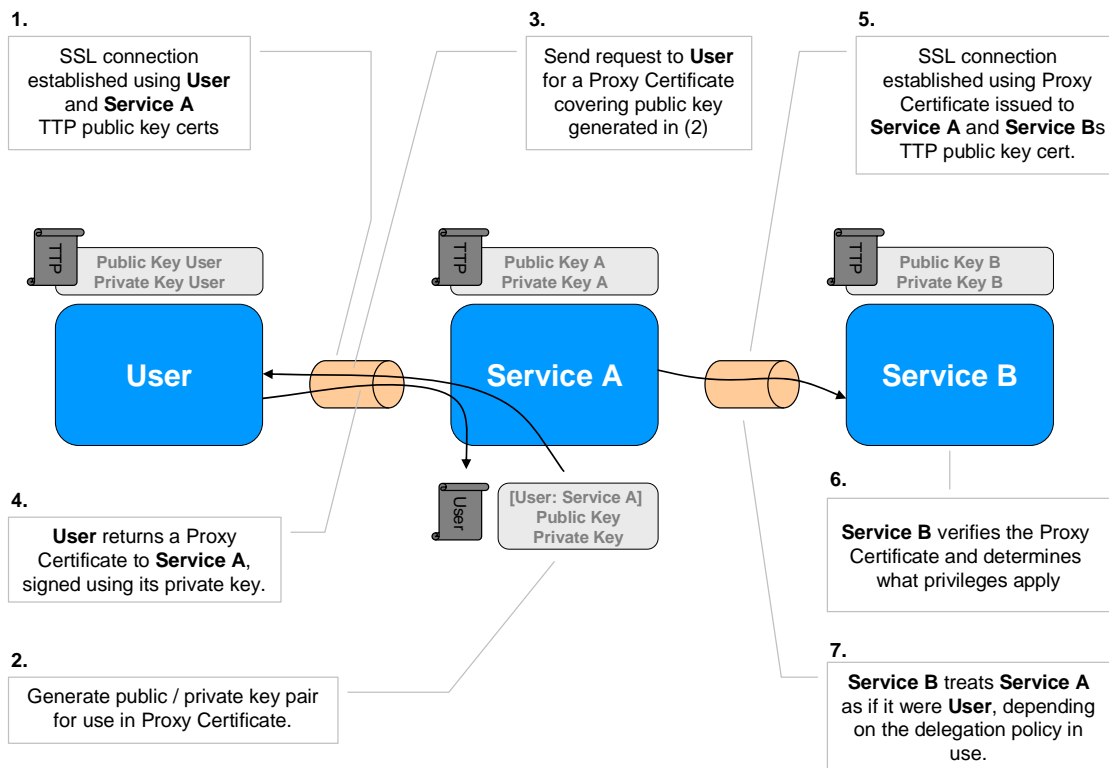 1.
SSL connection
established using User
and Service A
TTP public key certs
3.
Send request to User
for a Proxy Certificate
covering public key
generated in (2)
5.
SSL connection
established using Proxy
Certificate issued to
Service A and Service Bs
TTP public key cert.
TTP
Public Key User
Private Key User
TTP
Public Key A
Private Key A
TTP
Public Key B
Private Key B
User
Service A
Service B
4.
User returns a Proxy
Certificate to Service A,
signed using its private key.
User
[User: Service A]
Public Key
Private Key
6.
Service B verifies the Proxy
Certificate and determines
what privileges apply
2.
Generate public / private key pair
for use in Proxy Certificate.
7.
Service B treats Service A
as if it were User, depending
on the delegation policy in
use.